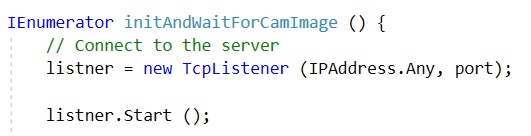 IEnumerator initAndWaitForCamImage () {
// Connect to the server
listner = new TcpListener (IPAddress.Any, port);
listner.Start ();